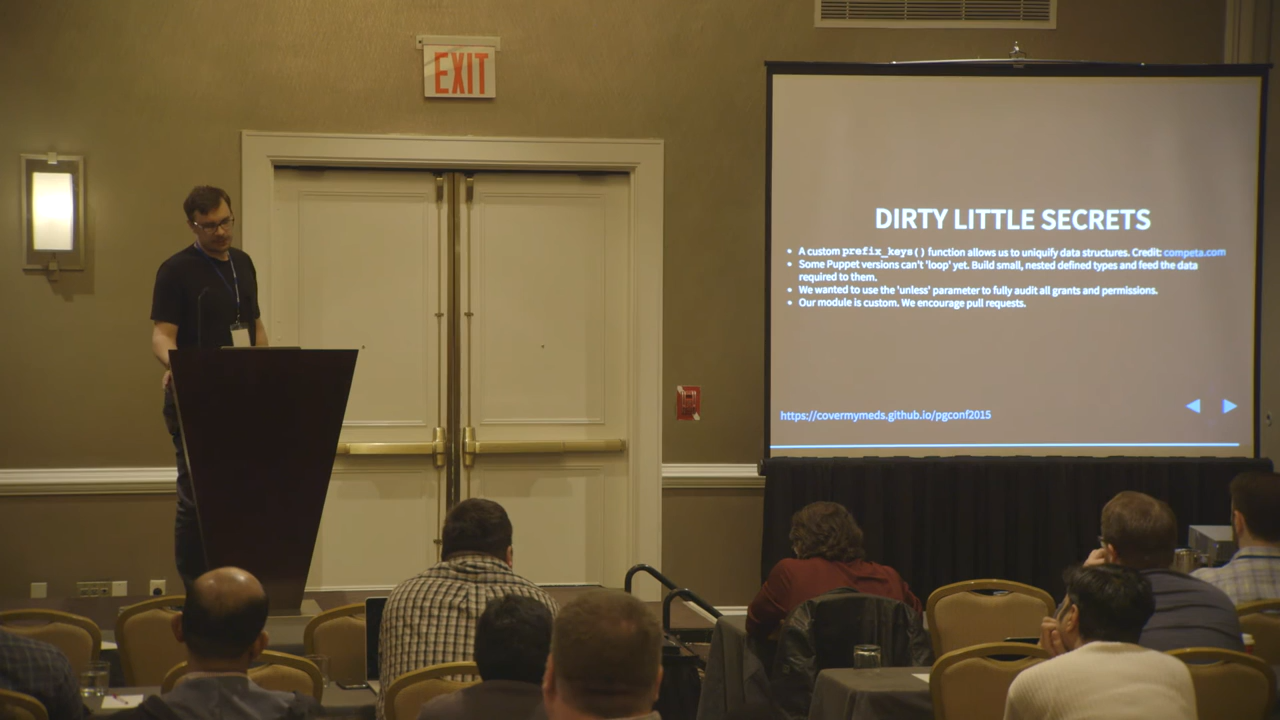 EXIT
DIRTY LITTLE SECRETS
• A custom prefix_keys() function allows us to uniquify data structures. Credit: competa.com
• Some Puppet versions can't 'loop' yet. Build small, nested defined types and feed the data
required to them.
• We wanted to use the 'unless' parameter to fully audit all grants and permissions.
• Our module is custom. We encourage pull requests.
https://covermymeds.github.io/pgconf2015